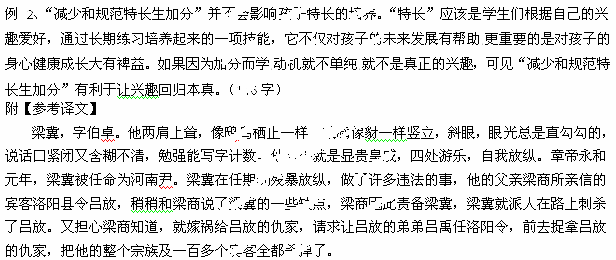 例 2、“减少和规范特长生加分”并不会影响孩子特长的培养。“特长”应该是学生们根据自己的兴
趣爱好，通过长期练习培养起来的一项技能，它不仅对孩子的未来发展有帮助 更重要的是对孩子的
身心健康成长大有裨益。如果因为加分而学 动机就不单纯 就不是真正的兴趣，可见“减少和规范特
长生加分”有利于让兴趣回归本真。（ 字）
附【参考译文】
梁冀，字伯卓。他两肩上耸，像 栖止一样 一样竖立，斜眼，眼光总是直勾勾的，
说话口紧闭又含糊不清，勉强能写字计数。 就是显贵皇 ，四处游乐，自我放纵。章帝永和
元年，梁冀被任命为河南尹。梁冀在任期 残暴放纵，做了许多违法的事，他的父亲梁商所亲信的
宾客洛阳县令吕放，稍稍和梁商说了梁冀的一些 点，梁商因此责备梁冀，梁冀就派人在路上刺杀
了吕放。又担心梁商知道，就嫁祸给吕放的仇家，请求让吕放的弟弟吕禹任洛阳令，前去捉拿吕放
的仇家，把他的整个宗族及一百多个宾客全都 掉了。